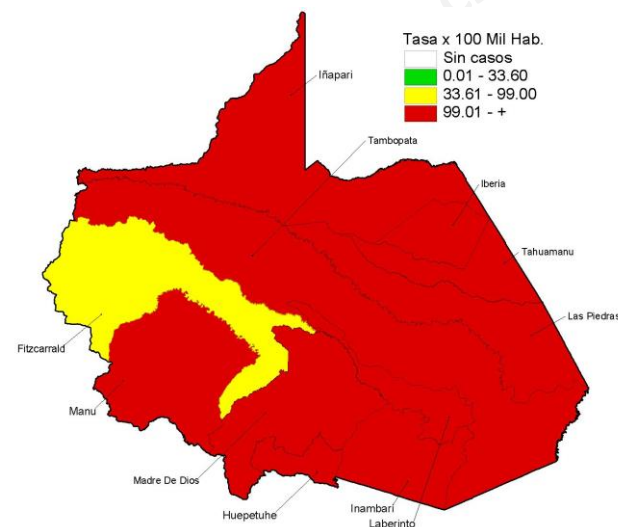 Tasa x 100 Mil Hab.
Sin casos
0.01 - 33.60
33.61 - 99.00
99.01 - +
Iñapari
Tambopata
Iberia
Tahuamanu
Las Piedras
Fitzcarrald
Manu
Madre De Dios
Huepetuhe
Inambari
Laberinto